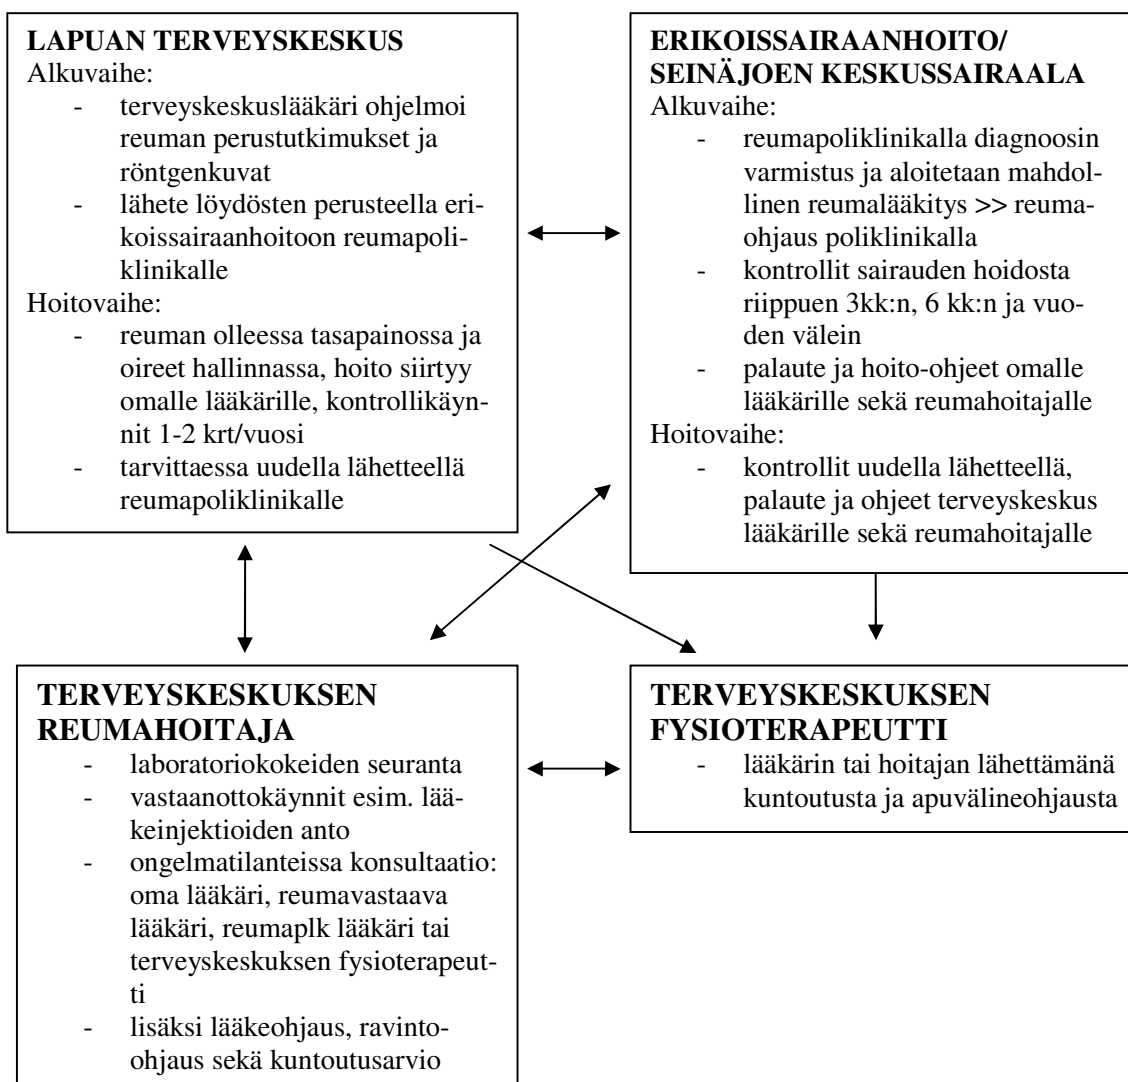 LAPUAN TERVEYSKESKUS
Alkuvaihe:
- terveyskeskuslääkäri ohjelmoi
reuman perustutkimukset ja
röntgenkuvat
- lähete löydösten perusteella eri-
koissairaanhoitoon reumapoli-
klinikalle
Hoitovaihe:
- reuman olleessa tasapainossa ja
oireet hallinnassa, hoito siirtyy
omalle lääkärille, kontrollikäyn-
nit 1-2 krt/vuosi
- tarvittaessa uudella lähetteellä
reumapoliklinikalle
ERIKOISSAIRAANHOITO/
SEINÄJOEN KESKUSSAIRAALA
Alkuvaihe:
- reumapoliklinikalla diagnoosin
varmistus ja aloitetaan mahdol-
linen reumalääkitys >> reuma-
ohjaus poliklinikalla
- kontrollit sairauden hoidosta
riippuen 3kk:n, 6 kk:n ja vuo-
den välein
- palaute ja hoito-ohjeet omalle
lääkärille sekä reumahoitajalle
Hoitovaihe:
- kontrollit uudella lähetteellä,
palaute ja ohjeet terveyskeskus
lääkärille sekä reumahoitajalle
TERVEYSKESKUKSEN
REUMAHOITAJA
- laboratoriokokeiden seuranta
- vastaanottokäynnit esim. lää-
keinjektioiden anto
- ongelmatilanteissa konsultaatio:
oma lääkäri, reumavastaava
lääkäri, reumaplk lääkäri tai
terveyskeskuksen fysioterapeut-
ti
- lisäksi lääkeohjaus, ravinto-
ohjaus sekä kuntoutusarvio
TERVEYSKESKUKSEN
FYSIOTERAPEUTTI
- lääkärin tai hoitajan lähettämänä
kuntoutusta ja apuvälineohjausta